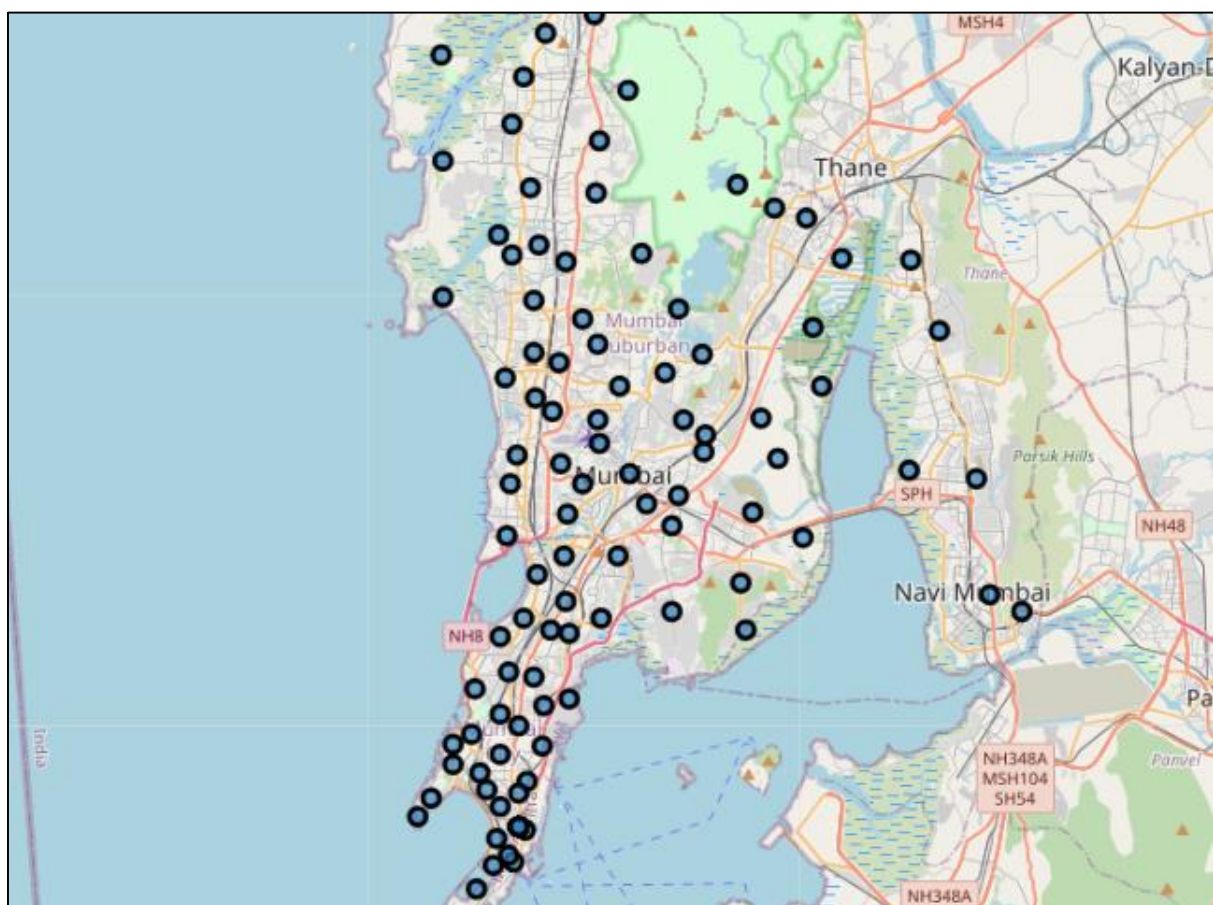 MSH4
Kalyan-D
Thane
Thane
Mumbai
Suburban
Mumbai
Parsik Hills
SPH
NH48
Navi Mumbai
NH8
Pa
India
NH348A
MSH104
SH54
Panvel
NH348A